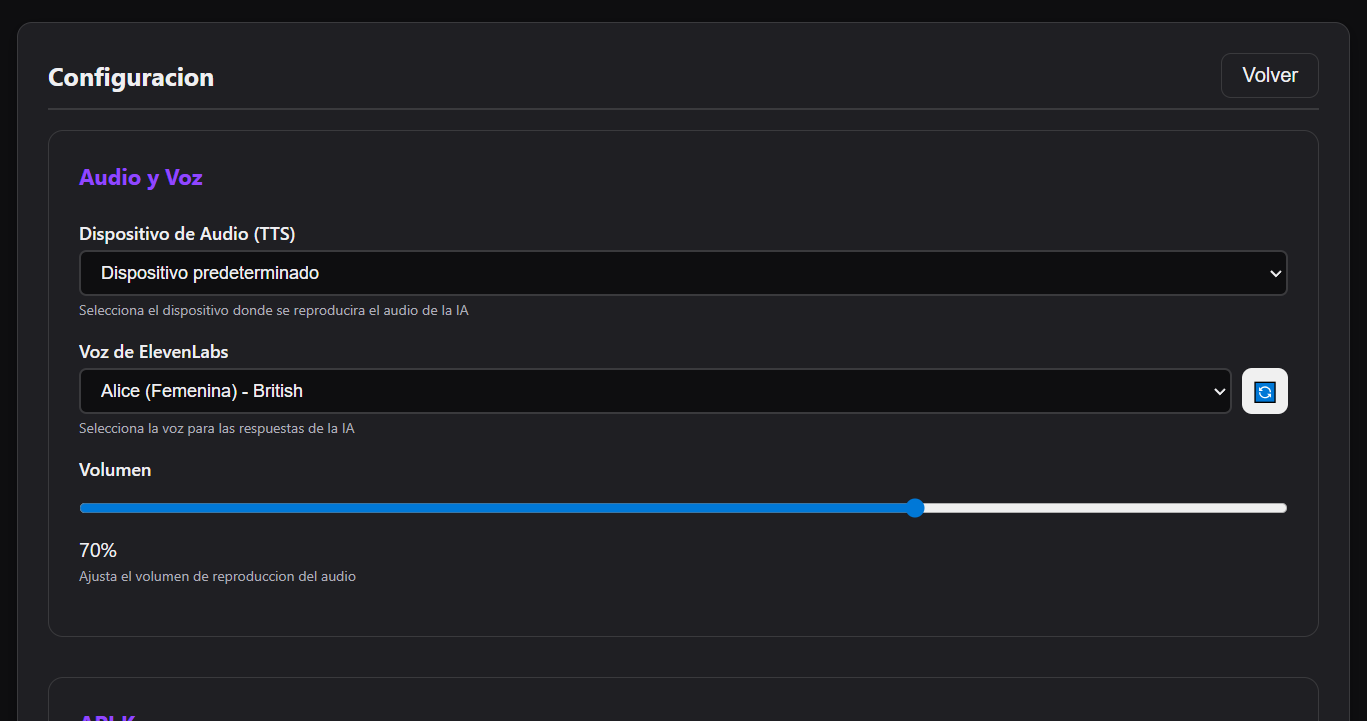 Configuracion
Volver
Audio y Voz
Dispositivo de Audio (TTS)
Dispositivo predeterminado
Selecciona el dispositivo donde se reproducira el audio de la IA
Voz de ElevenLabs
Alice (Femenina) - British
Selecciona la voz para las respuestas de la IA
Volumen
70%
Ajusta el volumen de reproduccion del audio